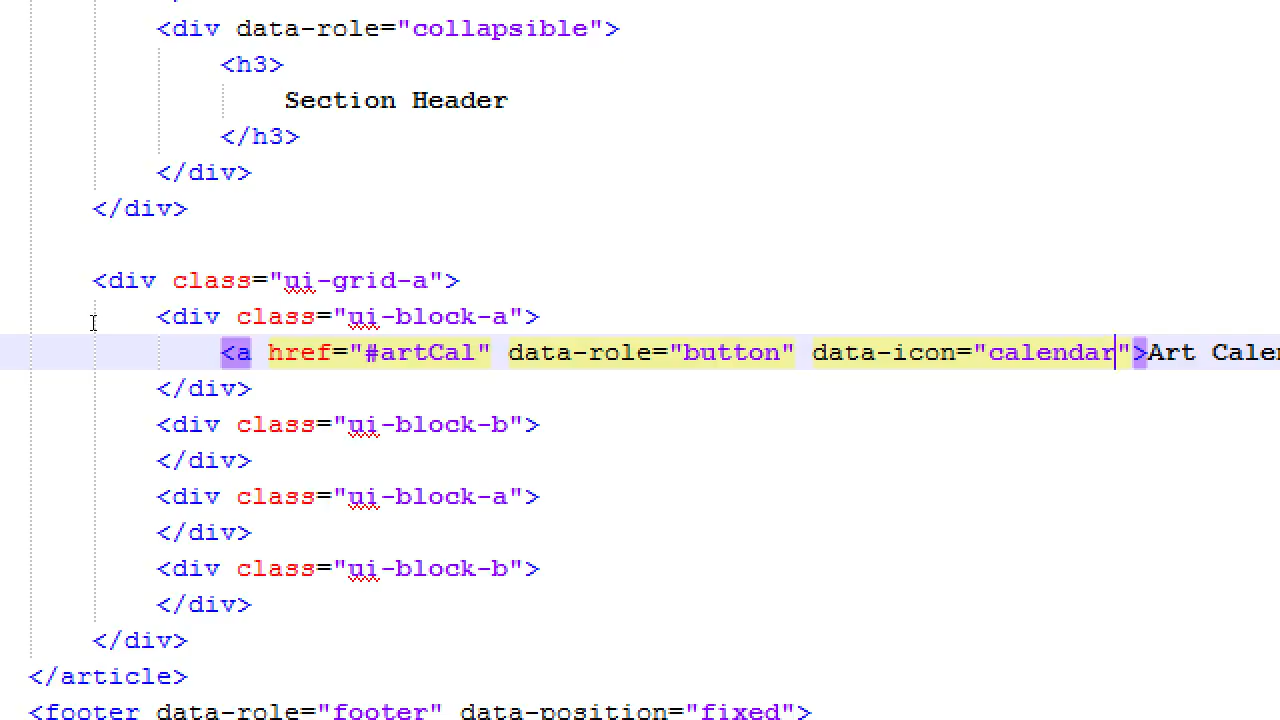 <div data-role="collapsible">
<h3>
Section Header
</h3>
</div>
</div>
<div class="ui-grid-a">
<div class="ui-block-a">
<a href="#artCal" data-role="button" data-icon="calendar">Art
</div>
<div class="ui-block-b">
</div>
<div class="ui-block-a">
</div>
<div class="ui-block-b">
</div>
</div>
</article>
<footer data-role="footer" data-position="fixed">